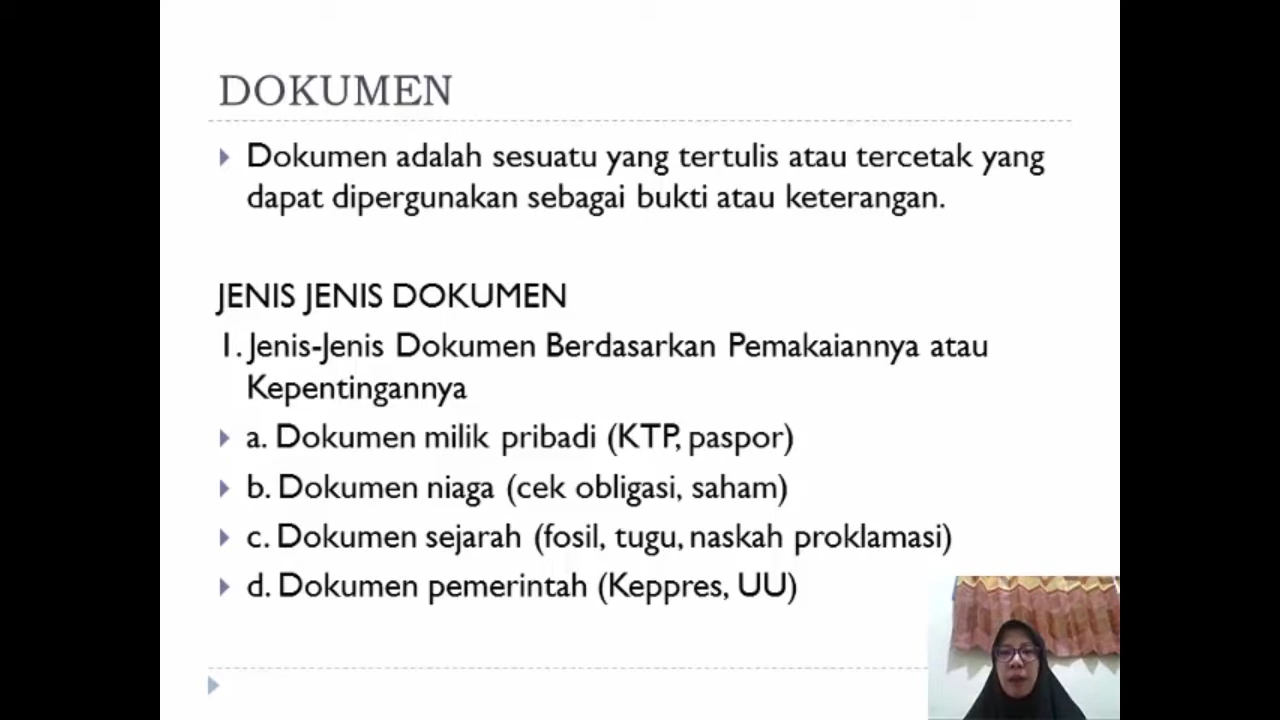 DOKUMEN
Dokumen adalah sesuatu yang tertulis atau tercetak yang
dapat dipergunakan sebagai bukti atau keterangan.
JENIS JENIS DOKUMEN
1. Jenis-Jenis Dokumen Berdasarkan Pemakaiannya atau
Kepentingannya
a. Dokumen milik pribadi (KTP, paspor)
b. Dokumen niaga (cek obligasi, saham)
c. Dokumen sejarah (fosil, tugu, naskah proklamasi)
d. Dokumen pemerintah (Keppres, UU)